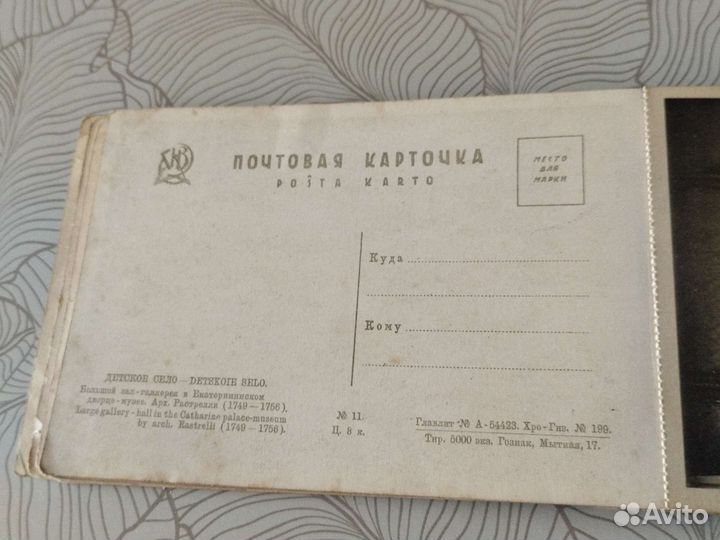 ПОЧТОВАЯ КАРТОЧКА
POŜTA KARTO
МЕСТО
ДЛЯ
МАРКИ
Куда
Кому
ДЕТСКОЕ СЕЛО — DETSKOIE SELO.
Большой зал-галлерея в Екатерининском
дворце-музее. Арх. Растрелли (1749—1756).
Large gallery-hall in the Catharine palace-museum
by arch. Rastrelli (1749—1756).
№ 11.
Ц. 8 к.
Главлит № А-54423. Хро-Гиз. № 199.
Тир. 5000 экз. Гознак, Мытная, 17.
Avito